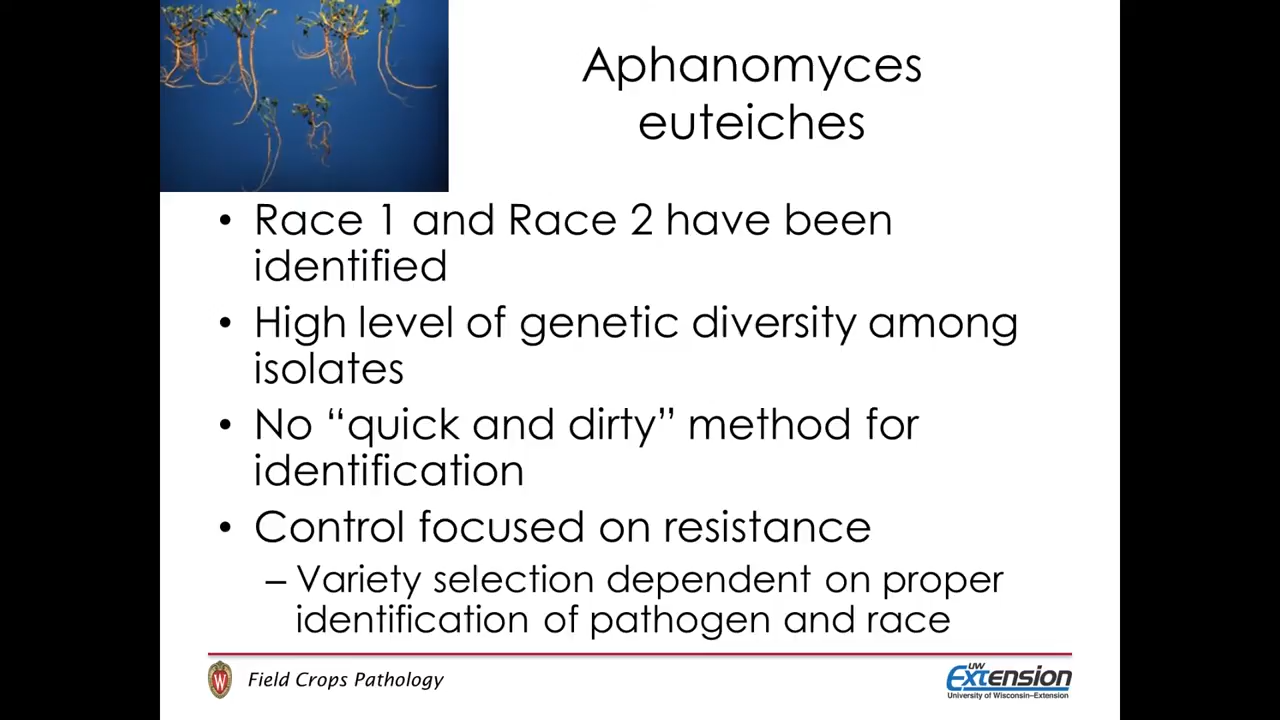 Aphanomyces
euteiches
• Race 1 and Race 2 have been
identified
• High level of genetic diversity among
isolates
• No “quick and dirty” method for
identification
• Control focused on resistance
– Variety selection dependent on proper
identification of pathogen and race
W
Field Crops Pathology
UW
Extension
University of Wisconsin–Extension